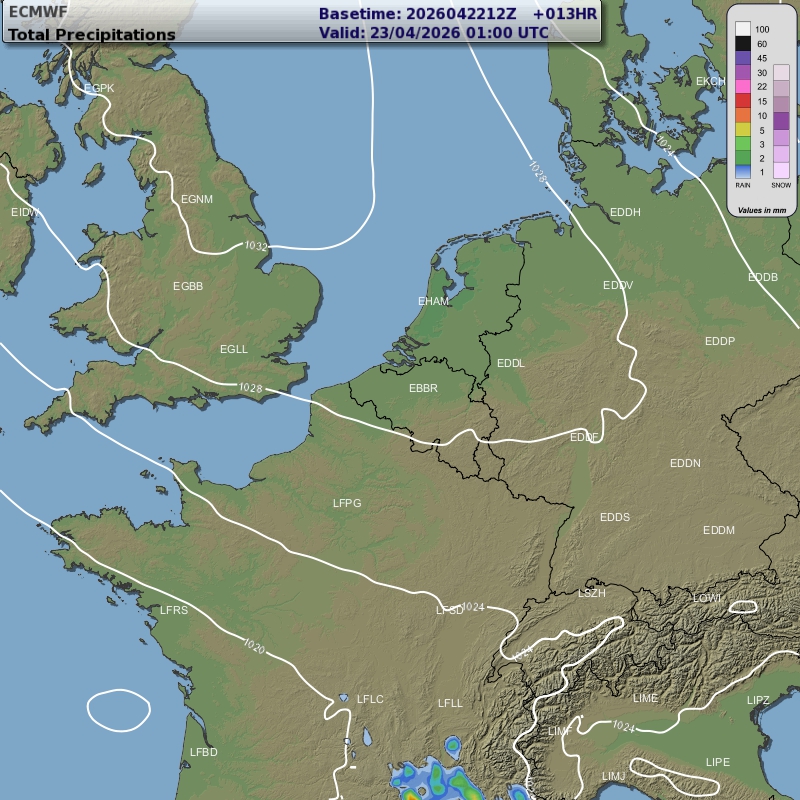 ECMWF
Total Precipitations
Basetime: 2026042212Z +013HR
Valid: 23/04/2026 01:00 UTC
100
60
45
30
22
15
10
5
3
2
1
RAIN
SNOW
Values in mm
EGPK
EKCH
1024
1028
EGNM
EIDW
EDDH
1032
EGBB
EDDV
EDDB
EHAM
EGLL
EDDP
EDDL
1028
EBBR
EDDF
EDDN
LFPG
EDDS
EDDM
LSZH
LOWI
LFRS
LFSD
1024
1020
1024
LFLC
LFLL
LIME
LIPZ
LIMF
1024
LFBD
LIPE
LIMJ